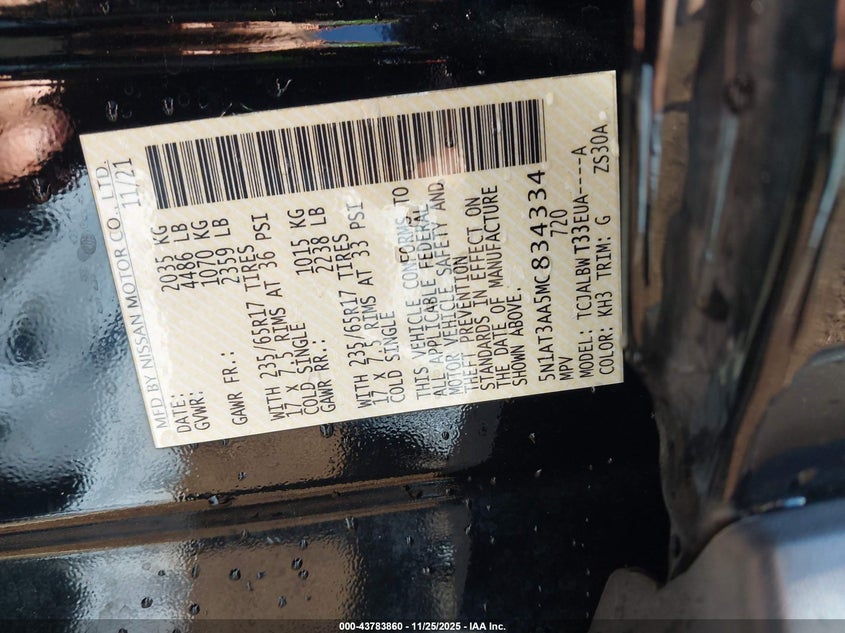 MFD BY NISSAN MOTOR CO., LTD.
DATE: 11/21
GVWR: 2035 KG
4486 LB
GAWR FR.: 1070 KG
2359 LB
WITH 235/65R17 TIRES
17 X 7.5 RIMS AT 36 PSI
COLD SINGLE
GAWR RR.: 1015 KG
2238 LB
WITH 235/65R17 TIRES
17 X 7.5 RIMS AT 33 PSI
COLD SINGLE
THIS VEHICLE CONFORMS TO
ALL APPLICABLE FEDERAL
MOTOR VEHICLE SAFETY AND
THEFT PREVENTION
STANDARDS IN EFFECT ON
THE DATE OF MANUFACTURE
SHOWN ABOVE.
5N1AT3AA5MC834334
MPV 720
MODEL: TCJALBWT33EUA----A
COLOR: KH3 TRIM: G ZS30A
000-43783860 - 11/25/2025 - IAA Inc.